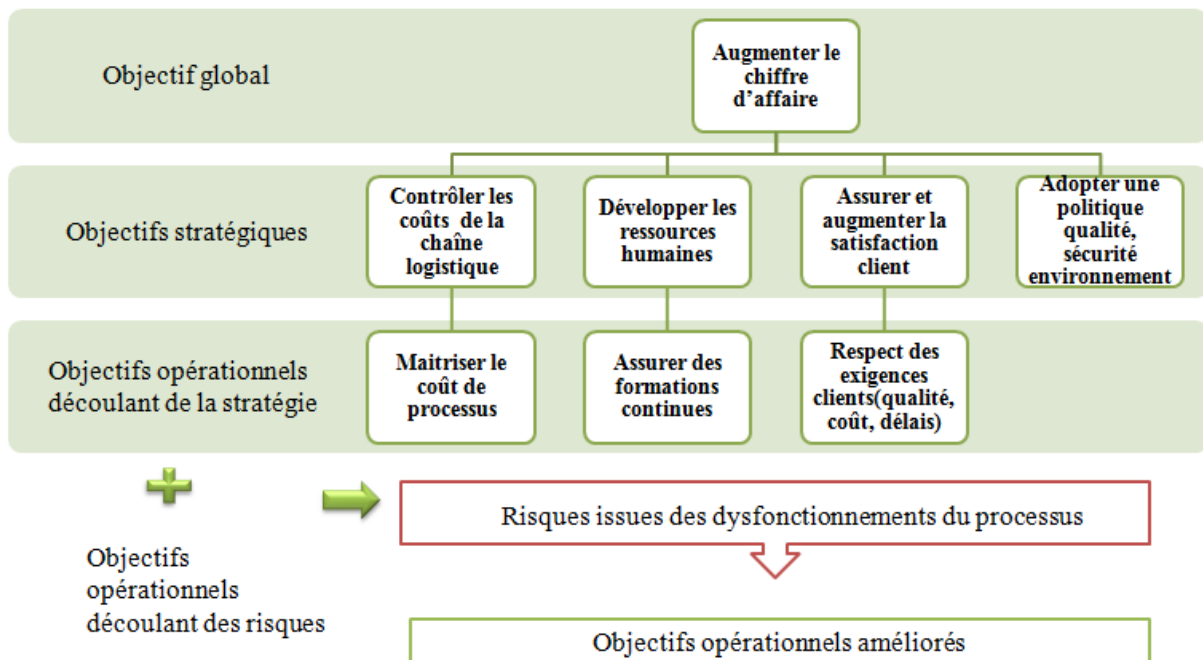 Objectif global
Augmenter le
chiffre
d'affaire
Objectifs stratégiques
Contrôler les
coûts de la
chaîne
logistique
Développer les
ressources
humaines
Assurer et
augmenter la
satisfaction
client
Adopter une
politique
qualité,
sécurité
environnement
Objectifs opérationnels
découlant de la stratégie
Maitriser le
coût de
processus
Assurer des
formations
continues
Respect des
exigences
clients(qualité,
coût, délais)
Objectifs
opérationnels
découlant des risques
Risques issues des dysfonctionnements du processus
Objectifs opérationnels améliorés